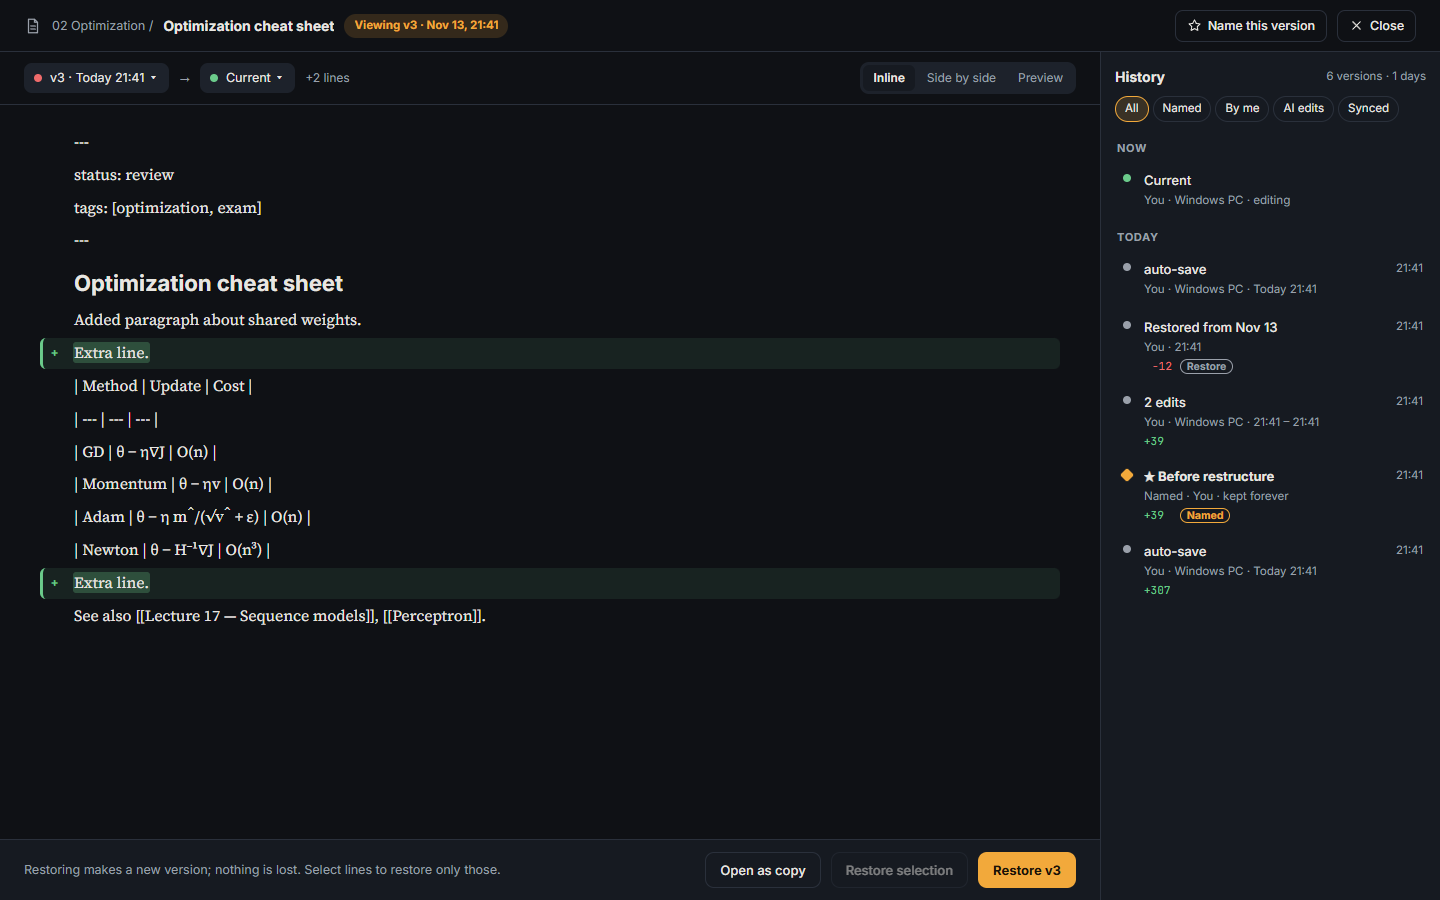 02 Optimization / Optimization cheat sheet Viewing v3 · Nov 13, 21:41
Name this version
Close
v3 · Today 21:41 → Current +2 lines
Inline Side by side Preview
---
status: review
tags: [optimization, exam]
---
Optimization cheat sheet
Added paragraph about shared weights.
+ Extra line.
| Method | Update | Cost |
| --- | --- | --- |
| GD | θ − η∇J | O(n) |
| Momentum | θ − ηv | O(n) |
| Adam | θ − η m̂/(√v̂ + ε) | O(n) |
| Newton | θ − H⁻¹∇J | O(n³) |
+ Extra line.
See also [[Lecture 17 — Sequence models]], [[Perceptron]].
Restoring makes a new version; nothing is lost. Select lines to restore only those.
Open as copy
Restore selection
Restore v3
History 6 versions · 1 days
All Named By me AI edits Synced
NOW
Current
You · Windows PC · editing
TODAY
auto-save 21:41
You · Windows PC · Today 21:41
Restored from Nov 13 21:41
You · 21:41
-12 Restore
2 edits 21:41
You · Windows PC · 21:41 – 21:41
+39
★ Before restructure 21:41
Named · You · kept forever
+39 Named
auto-save 21:41
You · Windows PC · Today 21:41
+307